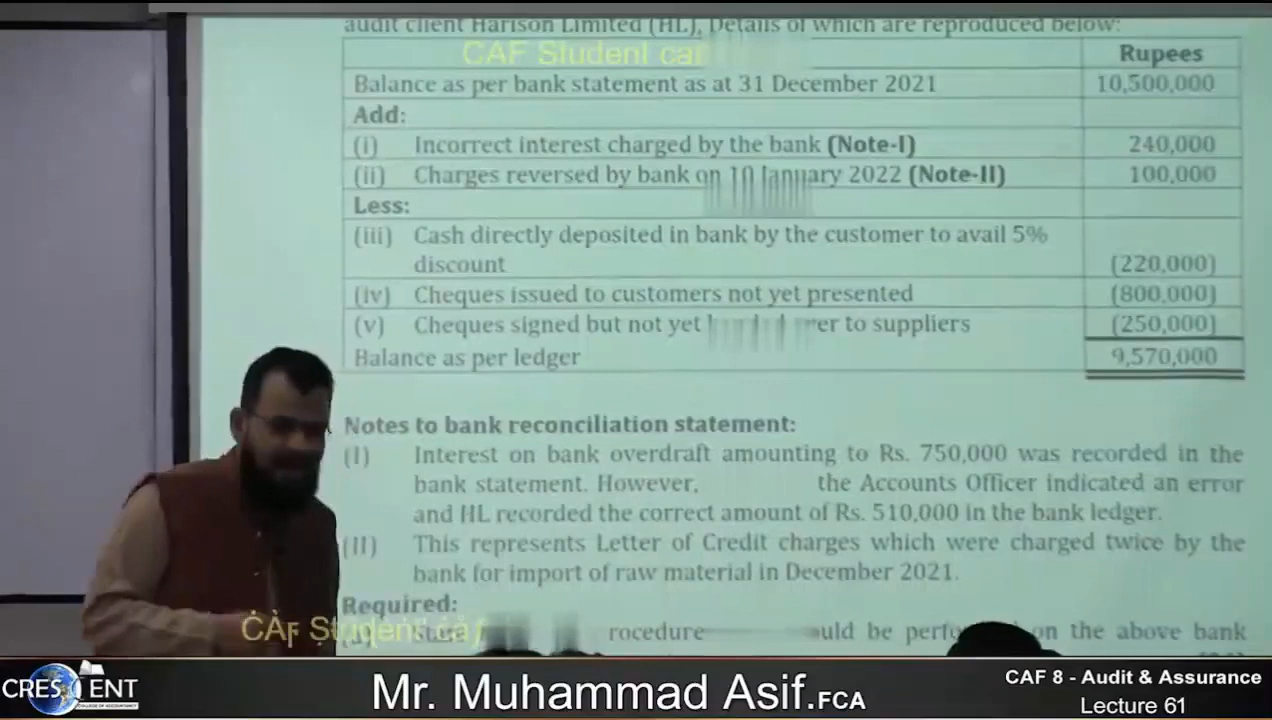 audit client Harison Limited (HL), Details of which are reproduced below:
CAF Student caf
Rupees
Balance as per bank statement as at 31 December 2021 10,500,000
Add:
(i) Incorrect interest charged by the bank (Note-I) 240,000
(ii) Charges reversed by bank on 10 January 2022 (Note-II) 100,000
Less:
(iii) Cash directly deposited in bank by the customer to avail 5%
discount (220,000)
(iv) Cheques issued to customers not yet presented (800,000)
(v) Cheques signed but not yet to suppliers (250,000)
Balance as per ledger 9,570,000
Notes to bank reconciliation statement:
(I) Interest on bank overdraft amounting to Rs. 750,000 was recorded in the
bank statement. However, the Accounts Officer indicated an error
and HL recorded the correct amount of Rs. 510,000 in the bank ledger.
(II) This represents Letter of Credit charges which were charged twice by the
bank for import of raw material in December 2021.
Required:
CAF Student caf
on the above bank
CRESCENT
COLLEGE OF ACCOUNTANCY
Mr. Muhammad Asif.FCA
CAF 8 - Audit & Assurance
Lecture 61